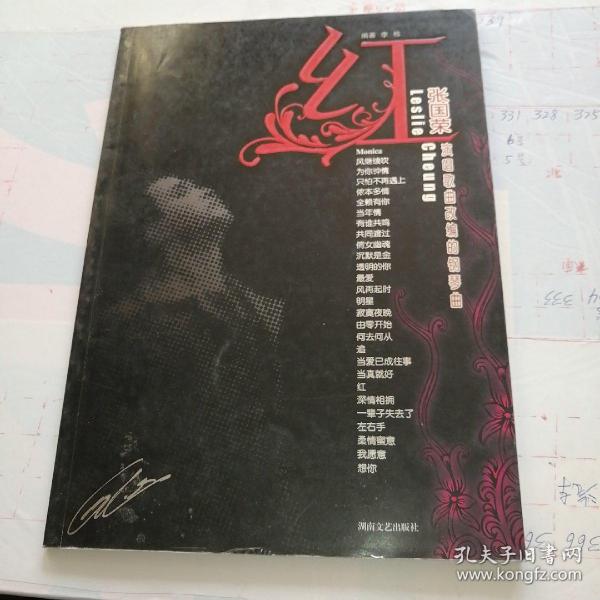 编著 李 栋
红
张国荣
Leslie Cheung
演唱歌曲改编的钢琴曲
Monica
风继续吹
为你钟情
只怕不再遇上
侬本多情
全赖有你
当年情
有谁共鸣
共同渡过
倩女幽魂
沉默是金
透明的你
最爱
风再起时
明星
寂寞夜晚
由零开始
何去何从
追
当爱已成往事
当真就好
红
深情相拥
一辈子失去了
左右手
柔情蜜意
我愿意
想你
湖南文艺出版社
331 328 325
333
366
孔夫子旧书网
www.kongfz.com